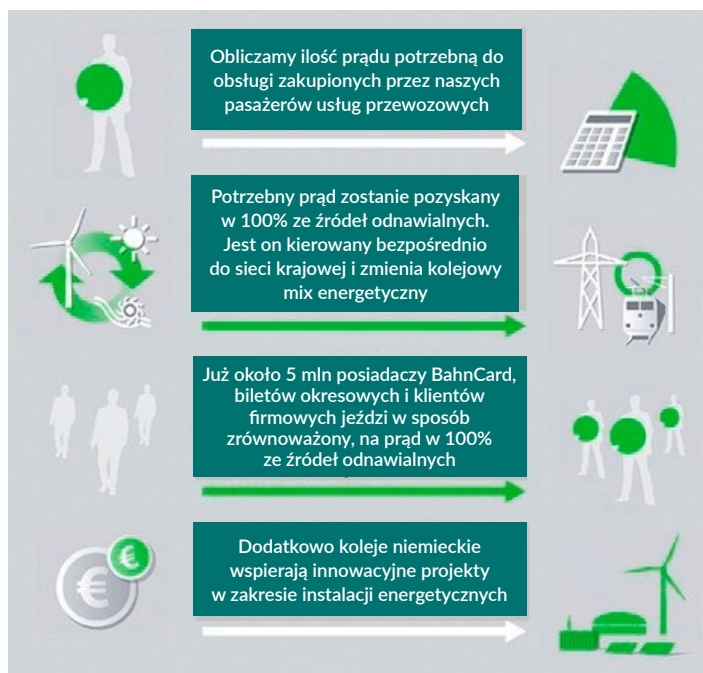 Obliczamy ilość prądu potrzebną do
obsługi zakupionych przez naszych
pasażerów usług przewozowych
Potrzebny prąd zostanie pozyskany
w 100% ze źródeł odnawialnych.
Jest on kierowany bezpośrednio
do sieci krajowej i zmienia kolejowy
mix energetyczny
Już około 5 mln posiadaczy BahnCard,
biletów okresowych i klientów
firmowych jeździ w sposób
zrównoważony, na prąd w 100%
ze źródeł odnawialnych
€
€
Dodatkowo koleje niemieckie
wspierają innowacyjne projekty
w zakresie instalacji energetycznych